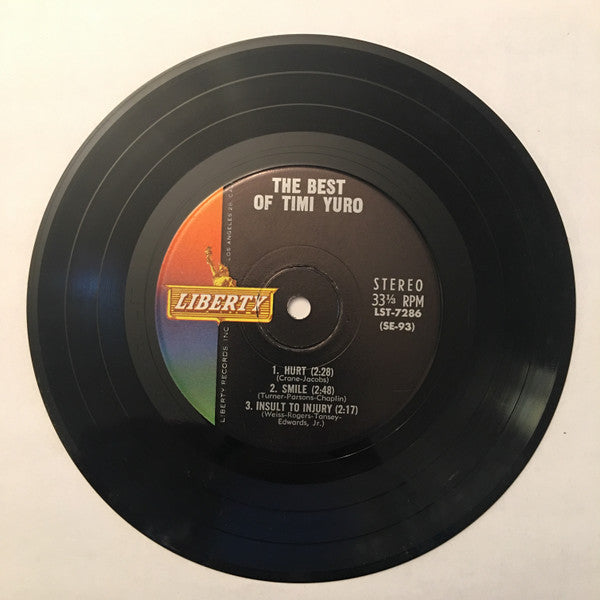 THE BEST
OF TIMI YURO
LIBERTY
STEREO
33⅓ RPM
LST-7286
(SE-93)
1. HURT (2:28)
(Crane-Jacobs)
2. SMILE (2:48)
(Turner-Parsons-Chaplin)
3. INSULT TO INJURY (2:17)
(Weiss-Rogers-Tansey-
Edwards, Jr.)
LIBERTY RECORDS, INC.
LOS ANGELES 28, CAL